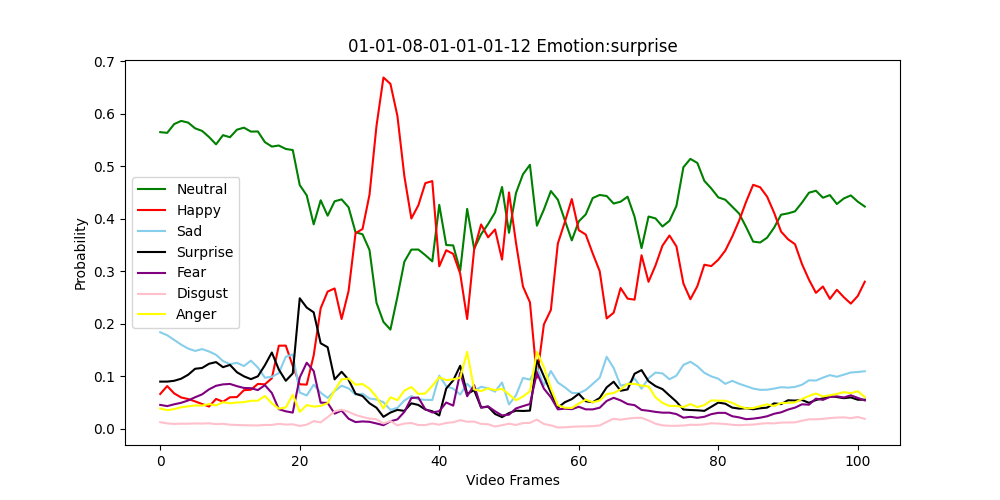 01-01-08-01-01-01-12 Emotion:surprise
0.7
0.6
0.5
0.4
0.3
0.2
0.1
0.0
Probability
Neutral
Happy
Sad
Surprise
Fear
Disgust
Anger
0 20 40 60 80 100
Video Frames